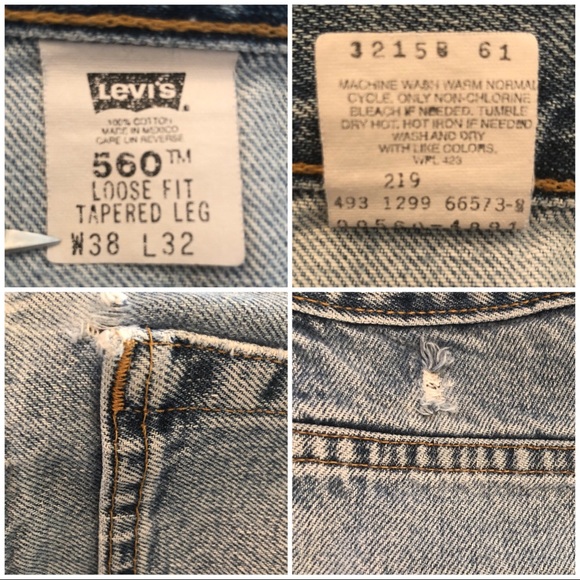 LEVI'S
100% COTTON
MADE IN MEXICO
CARE ON REVERSE
560™
LOOSE FIT
TAPERED LEG
W38 L32
32158 61
MACHINE WASH WARM NORMAL
CYCLE. ONLY NON-CHLORINE
BLEACH IF NEEDED. TUMBLE
DRY HOT. HOT IRON IF NEEDED
WASH AND DRY
WITH LIKE COLORS.
WPL 423
219
493 1299 66573-8